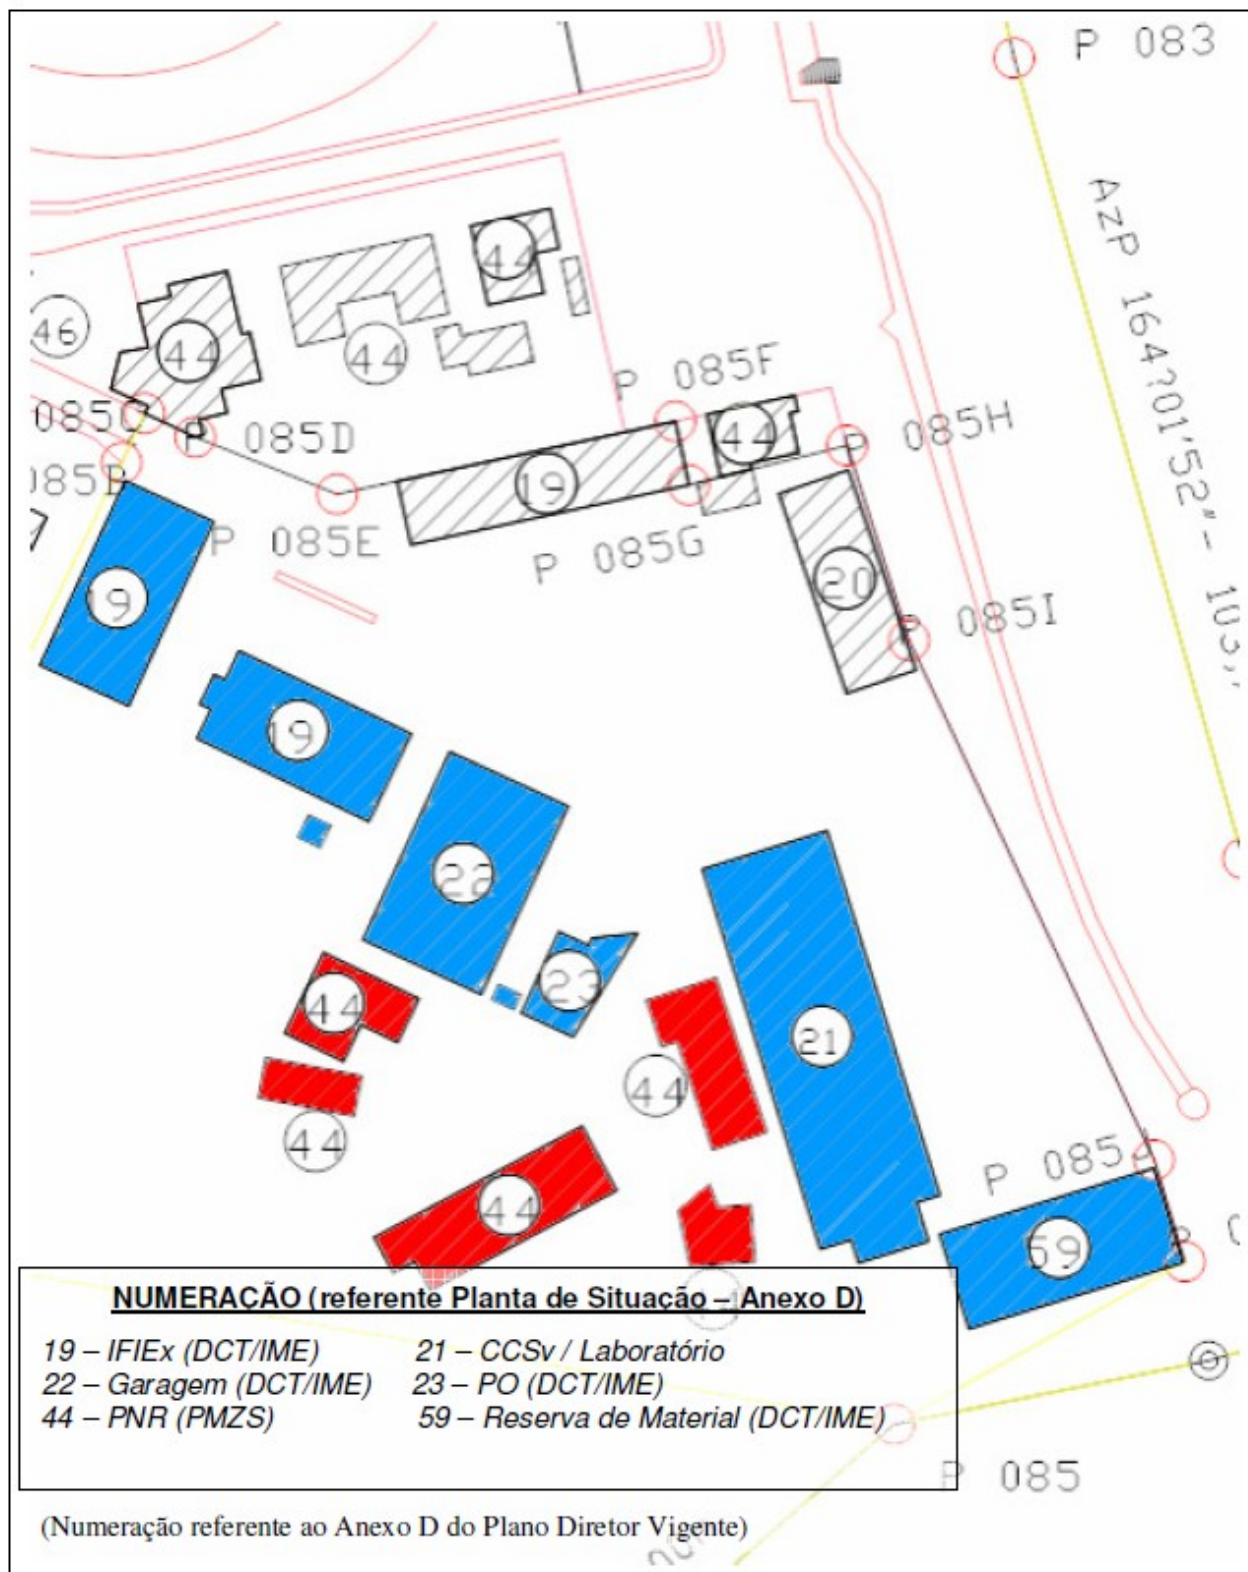 P 083
AZP 164?01'52"- 103,
44
46
44
44
P 085F
085C
44
085H
P
P 085D
085B
19
P 085E
P 085G
20
19
P 085I
19
22
23
44
21
44
44
P 085J
44
59
44
NUMERAÇÃO (referente Planta de Situação – Anexo D)
19 – IFIEx (DCT/IME) 21 – CCSv / Laboratório
22 – Garagem (DCT/IME) 23 – PO (DCT/IME)
44 – PNR (PMZS) 59 – Reserva de Material (DCT/IME)
P 085
(Numeração referente ao Anexo D do Plano Diretor Vigente)